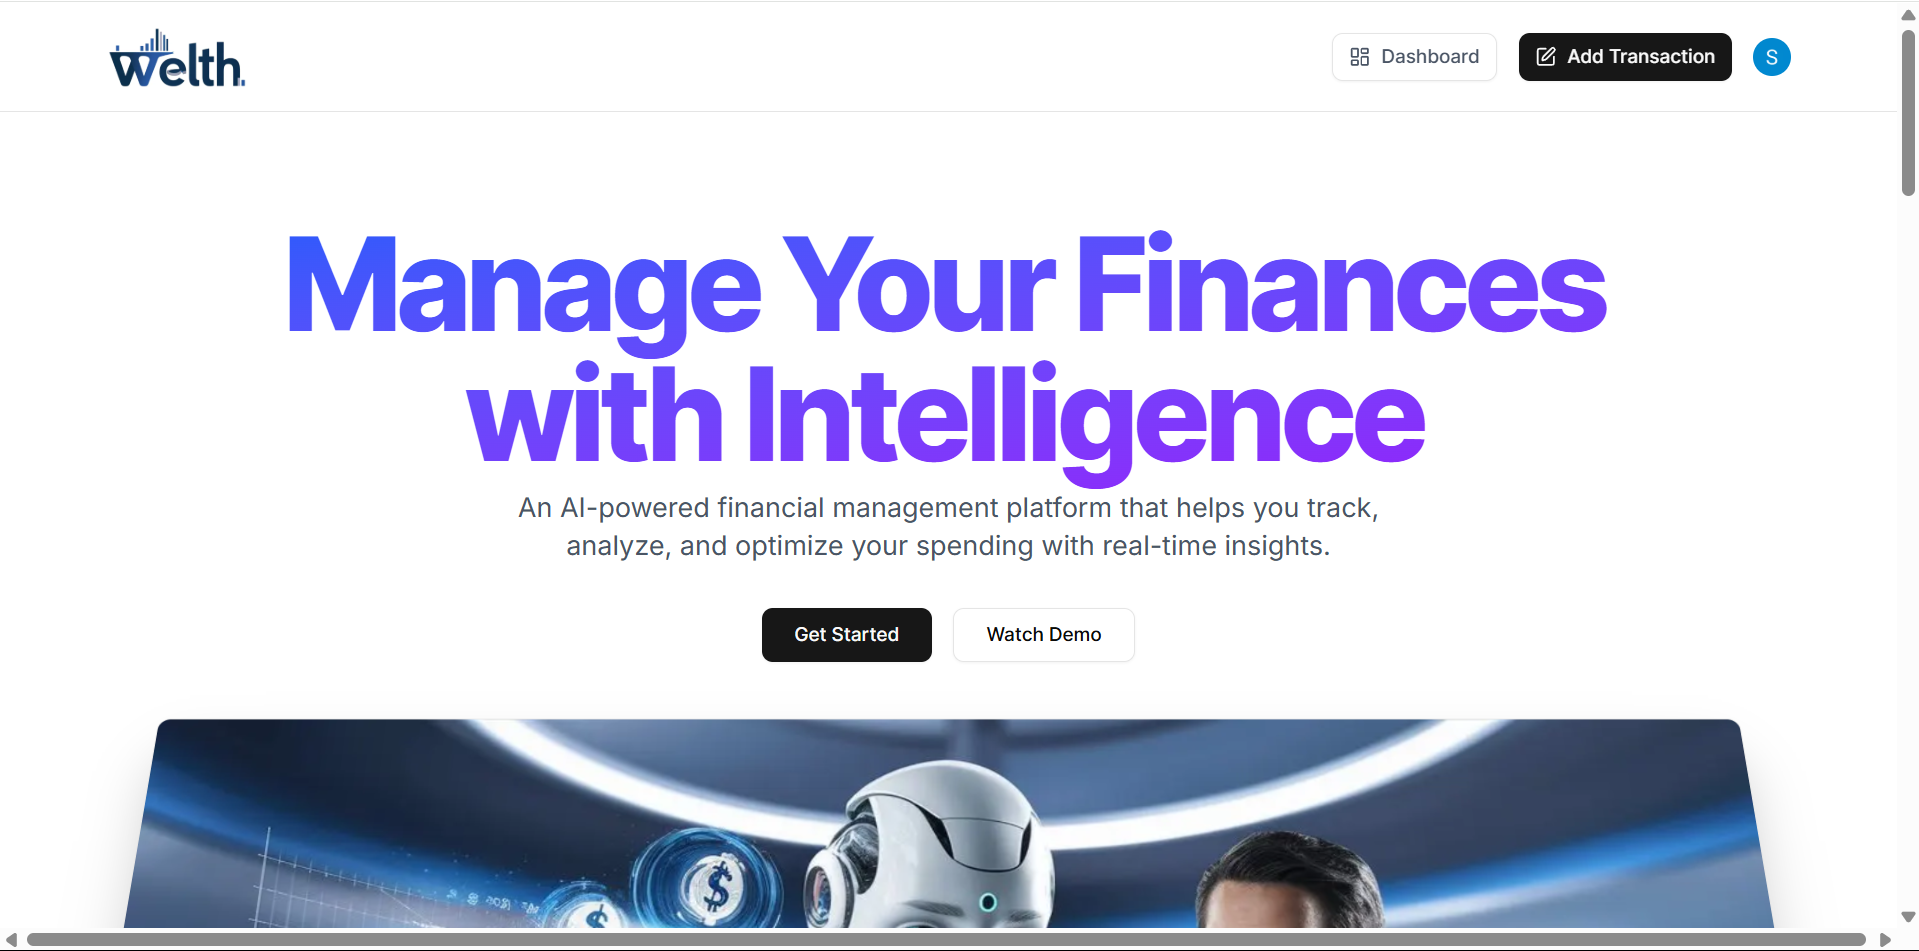 welth.
Dashboard
Add Transaction
S
Manage Your Finances
with Intelligence
An AI-powered financial management platform that helps you track,
analyze, and optimize your spending with real-time insights.
Get Started
Watch Demo
$
$